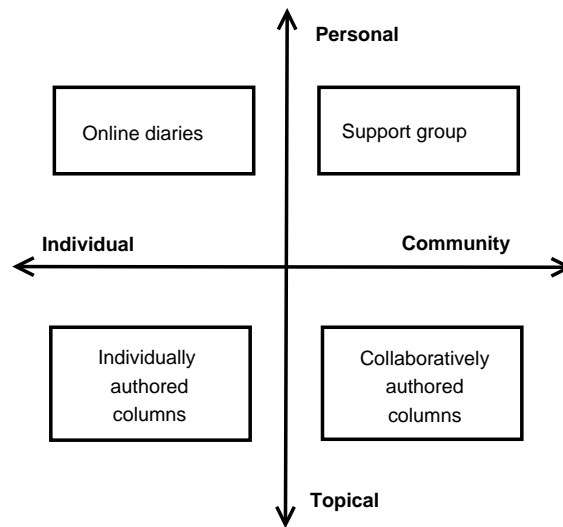 Personal
Online diaries
Support group
Individual
Community
Individually
authored
columns
Collaboratively
authored
columns
Topical